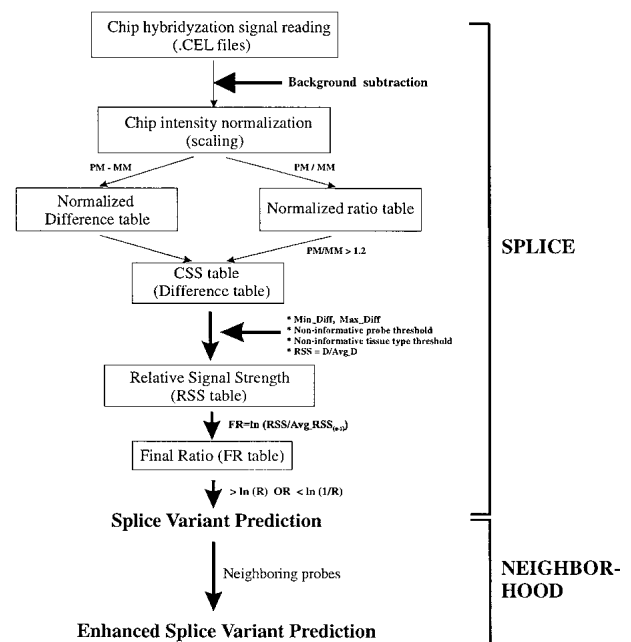 Chip hybridyzation signal reading
(.CEL files)
Background subtraction
Chip intensity normalization
(scaling)
PM - MM
PM / MM
Normalized
Difference table
Normalized ratio table
PM/MM > 1.2
CSS table
(Difference table)
* Min_Diff, Max_Diff
* Non-informative probe threshold
* Non-informative tissue type threshold
* RSS = D/Avg_D
Relative Signal Strength
(RSS table)
FR=ln (RSS/Avg_RSS(n-1))
Final Ratio (FR table)
> ln (R) OR < ln (1/R)
Splice Variant Prediction
Neighboring probes
Enhanced Splice Variant Prediction
SPLICE
NEIGHBOR-
HOOD